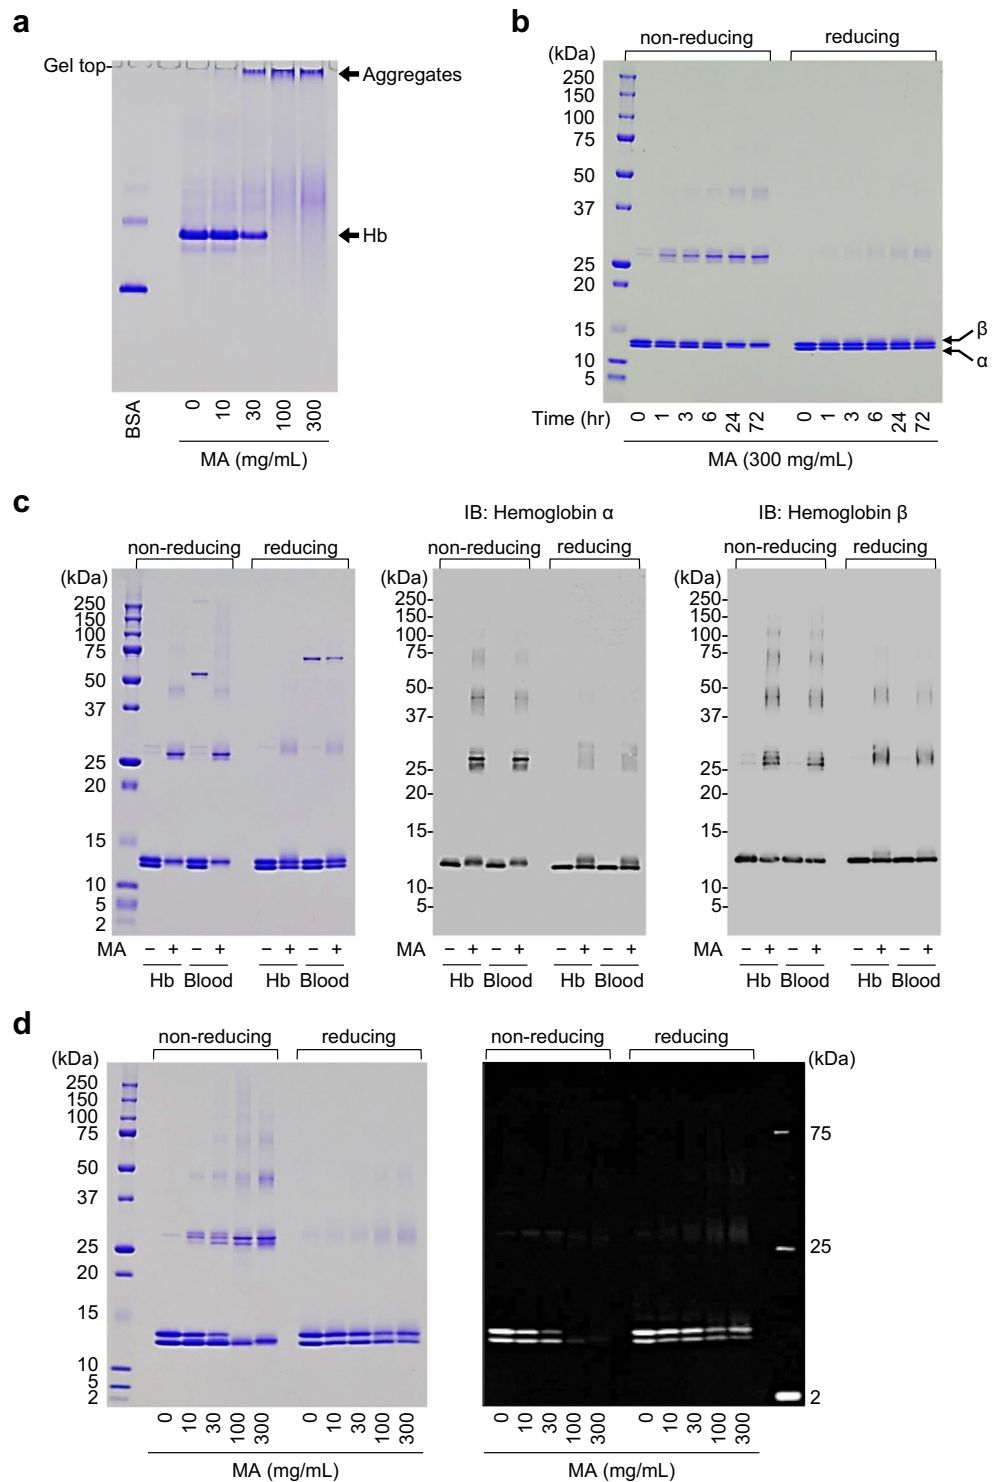 a
Gel top
Aggregates
Hb
BSA
0 10 30 100 300
MA (mg/mL)
b
non-reducing reducing
(kDa)
250
150
100
75
50
37
25
20
15
10
5
β
α
Time (hr) 0 1 3 6 24 72 0 1 3 6 24 72
MA (300 mg/mL)
c
non-reducing reducing
(kDa)
250
150
100
75
50
37
25
20
15
10
5
2
MA − + − + − + − +
Hb Blood Hb Blood
IB: Hemoglobin α
non-reducing reducing
(kDa)
250-
150-
100-
75-
50-
37-
25-
20-
15-
10-
5-
MA − + − + − + − +
Hb Blood Hb Blood
IB: Hemoglobin β
non-reducing reducing
(kDa)
250-
150-
100-
75-
50-
37-
25-
20-
15-
10-
5-
MA − + − + − + − +
Hb Blood Hb Blood
d
non-reducing reducing
(kDa)
250
150
100
75
50
37
25
20
15
10
5
2
0 10 30 100 300 0 10 30 100 300
MA (mg/mL)
non-reducing reducing
(kDa)
75
25
2
0 10 30 100 300 0 10 30 100 300
MA (mg/mL)